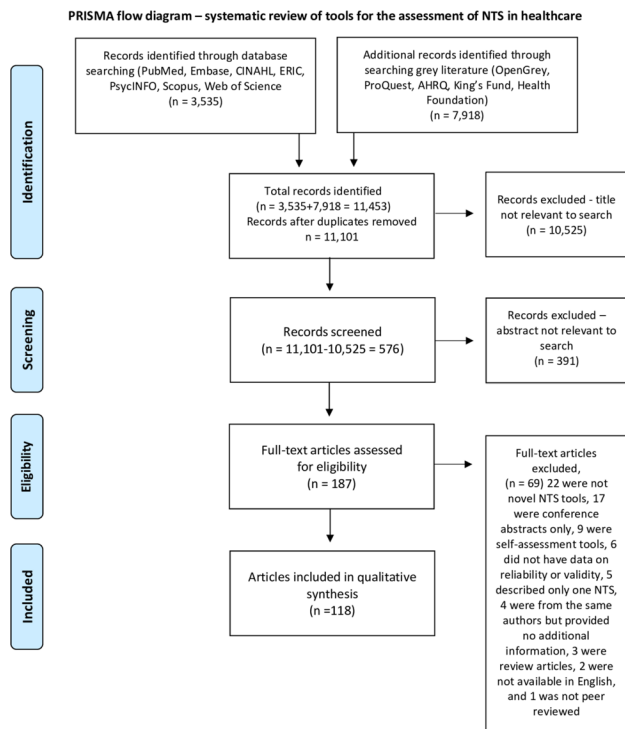 PRISMA flow diagram – systematic review of tools for the assessment of NTS in healthcare
Records identified through database
searching (PubMed, Embase, CINAHL, ERIC,
PsycINFO, Scopus, Web of Science
(n = 3,535)
Additional records identified through
searching grey literature (OpenGrey,
ProQuest, AHRQ, King's Fund, Health
Foundation)
(n = 7,918)
Identification
Total records identified
(n = 3,535+7,918 = 11,453)
Records after duplicates removed
n = 11,101
Records excluded - title
not relevant to search
(n = 10,525)
Screening
Records screened
(n = 11,101-10,525 = 576)
Records excluded –
abstract not relevant to
search
(n = 391)
Eligibility
Full-text articles assessed
for eligibility
(n = 187)
Full-text articles
excluded,
(n = 69) 22 were not
novel NTS tools, 17
were conference
abstracts only, 9 were
self-assessment tools, 6
did not have data on
reliability or validity, 5
described only one NTS,
4 were from the same
authors but provided
no additional
information, 3 were
review articles, 2 were
not available in English,
and 1 was not peer
reviewed
Included
Articles included in qualitative
synthesis
(n =118)